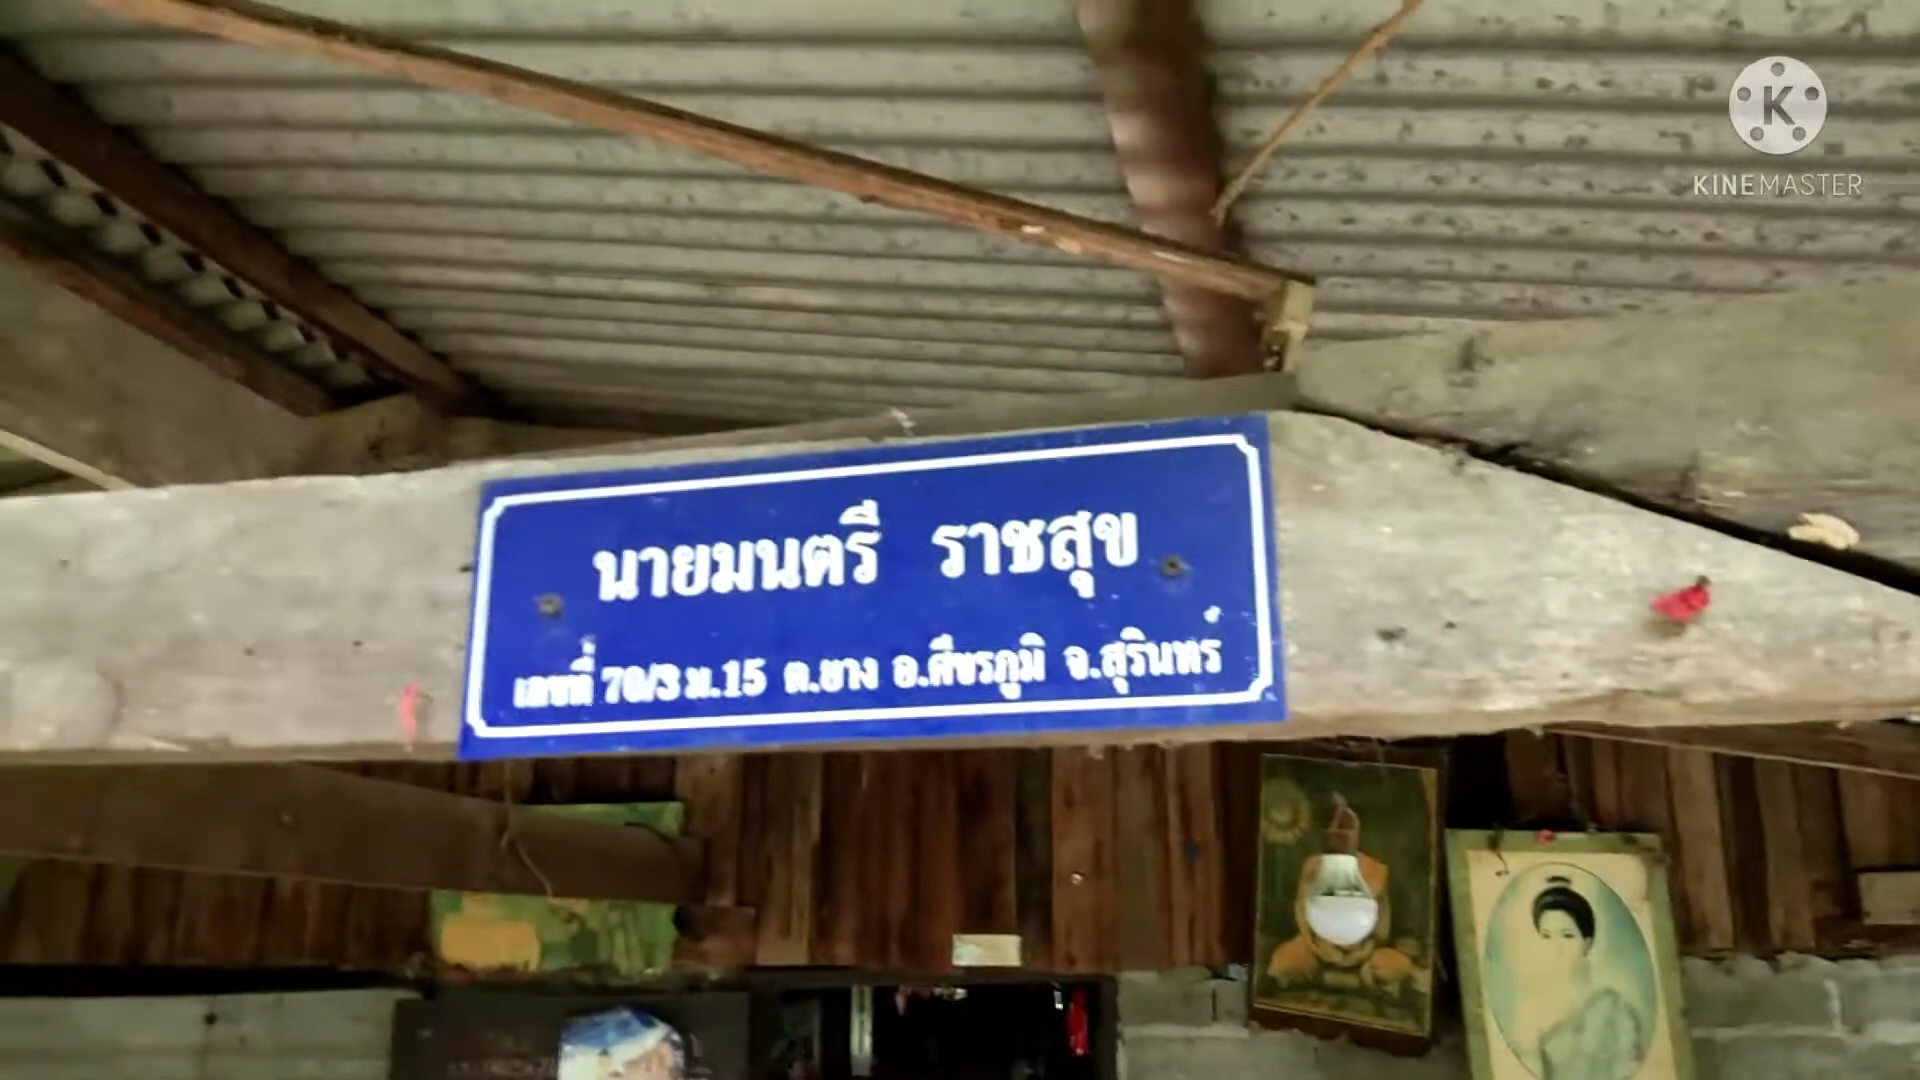 KINEMASTER
นายมนตรี ราชสุข
เลขที่ 70/3 ม.15 ต.ยาง อ.ศีขรภูมิ จ.สุรินทร์